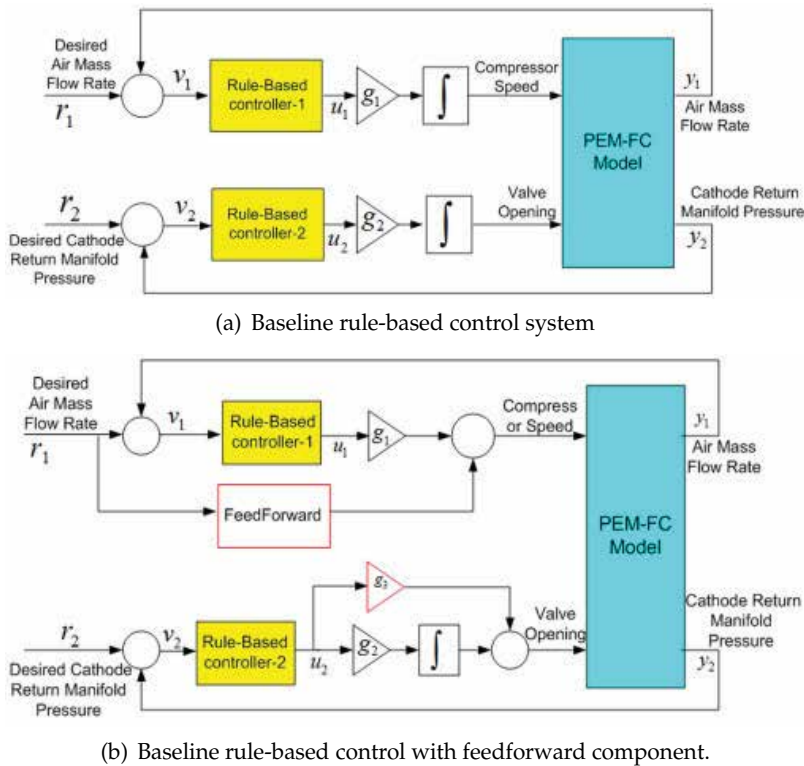 Desired
Air Mass
Flow Rate
r₁
v₁
Rule-Based
controller-1
u₁
g₁
∫
Compressor
Speed
PEM-FC
Model
y₁
Air Mass
Flow Rate
r₂
Desired Cathode
Return Manifold
Pressure
v₂
Rule-Based
controller-2
u₂
g₂
∫
Valve
Opening
Cathode Return
Manifold Pressure
y₂
(a) Baseline rule-based control system
Desired
Air Mass
Flow Rate
r₁
v₁
Rule-Based
controller-1
u₁
g₁
Compress
or Speed
y₁
Air Mass
Flow Rate
FeedForward
PEM-FC
Model
g₃
r₂
Desired Cathode
Return Manifold
Pressure
v₂
Rule-Based
controller-2
u₂
g₂
∫
Valve
Opening
Cathode Return
Manifold
Pressure
y₂
(b) Baseline rule-based control with feedforward component.